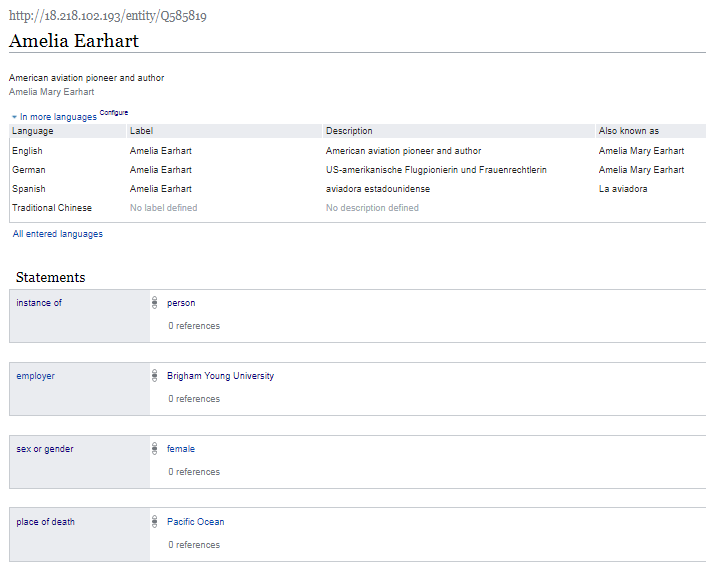 http://18.218.102.193/entity/Q585819
Amelia Earhart
American aviation pioneer and author
Amelia Mary Earhart
In more languages Configure
Language Label Description Also known as
English Amelia Earhart American aviation pioneer and author Amelia Mary Earhart
German Amelia Earhart US-amerikanische Flugpionierin und Frauenrechtlerin Amelia Mary Earhart
Spanish Amelia Earhart aviadora estadounidense La aviadora
Traditional Chinese No label defined No description defined
All entered languages
Statements
instance of person
0 references
employer Brigham Young University
0 references
sex or gender female
0 references
place of death Pacific Ocean
0 references